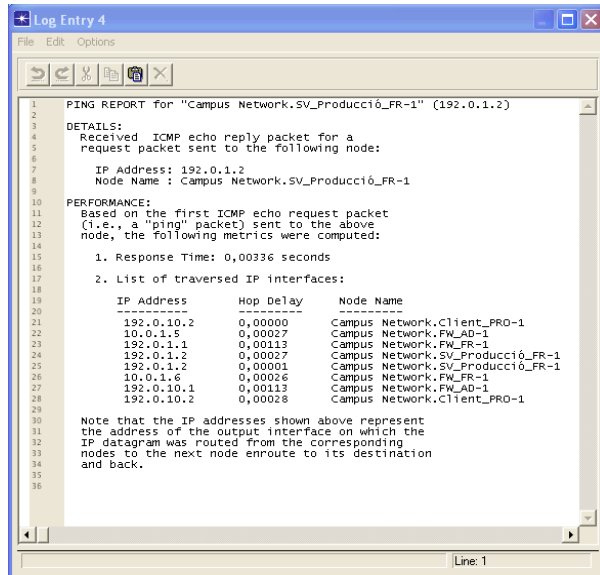 Log Entry 4
File Edit Options
1 PING REPORT for "Campus Network.SV_Producció_FR-1" (192.0.1.2)
2
3 DETAILS:
4 Received ICMP echo reply packet for a
5 request packet sent to the following node:
6
7 IP Address: 192.0.1.2
8 Node Name : Campus Network.SV_Producció_FR-1
9
10 PERFORMANCE:
11 Based on the first ICMP echo request packet
12 (i.e., a "ping" packet) sent to the above
13 node, the following metrics were computed:
14
15 1. Response Time: 0,00336 seconds
16
17 2. List of traversed IP interfaces:
18
19 IP Address Hop Delay Node Name
20 ---------- --------- ---------
21 192.0.10.2 0,00000 Campus Network.Client_PRO-1
22 10.0.1.5 0,00027 Campus Network.FW_AD-1
23 192.0.1.1 0,00113 Campus Network.FW_FR-1
24 192.0.1.2 0,00027 Campus Network.SV_Producció_FR-1
25 192.0.1.2 0,00001 Campus Network.SV_Producció_FR-1
26 10.0.1.6 0,00026 Campus Network.FW_FR-1
27 192.0.10.1 0,00113 Campus Network.FW_AD-1
28 192.0.10.2 0,00028 Campus Network.Client_PRO-1
29
30 Note that the IP addresses shown above represent
31 the address of the output interface on which the
32 IP datagram was routed from the corresponding
33 nodes to the next node enroute to its destination
34 and back.
35
36
Line: 1